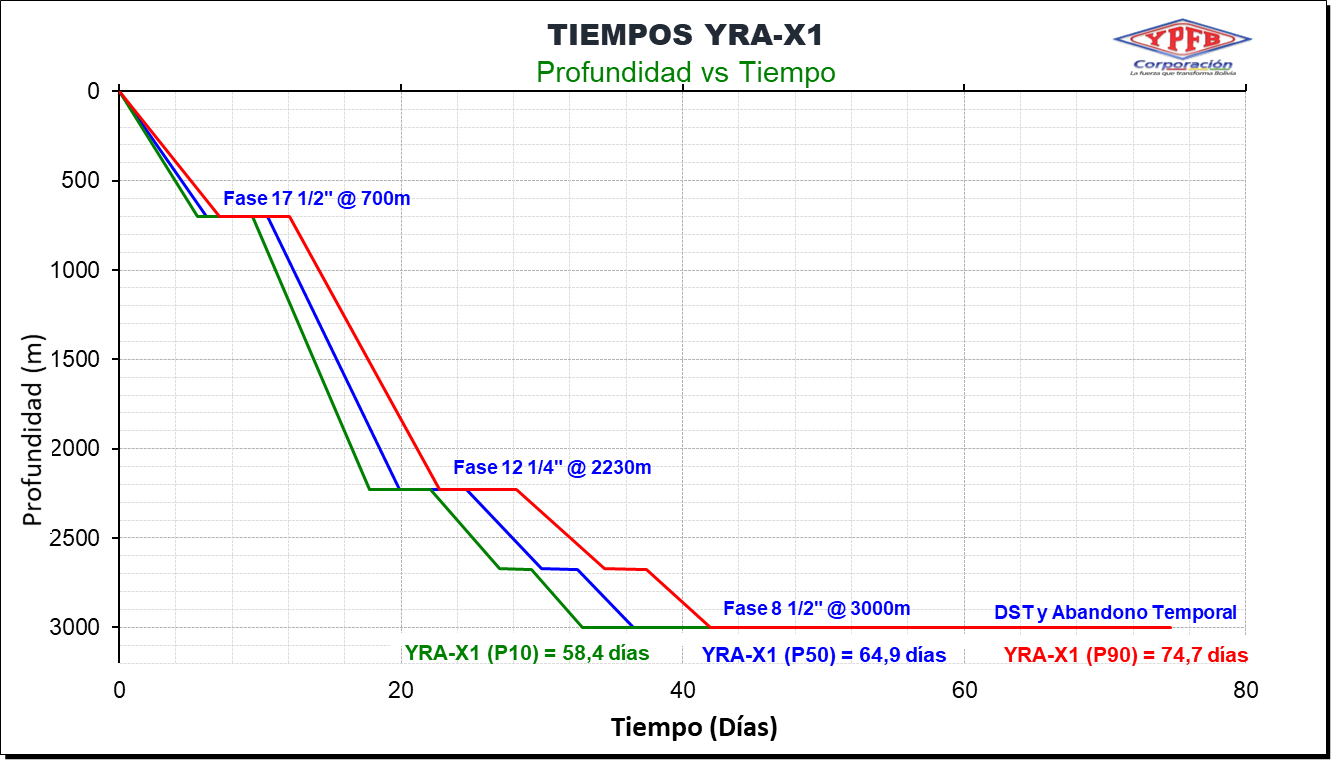 TIEMPOS YRA-X1
Profundidad vs Tiempo
YPFB
Corporación
La fuerza que transforma Bolivia
0
500
1000
1500
2000
2500
3000
Profundidad (m)
Fase 17 1/2" @ 700m
Fase 12 1/4" @ 2230m
Fase 8 1/2" @ 3000m
DST y Abandono Temporal
YRA-X1 (P10) = 58,4 días
YRA-X1 (P50) = 64,9 días
YRA-X1 (P90) = 74,7 días
0 20 40 60 80
Tiempo (Días)